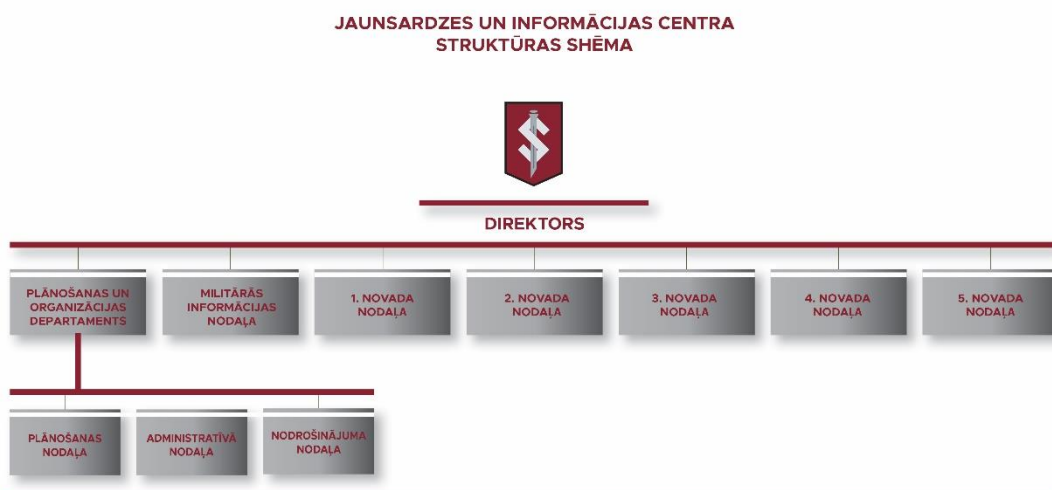 JAUNSARDZES UN INFORMĀCIJAS CENTRA
STRUKTŪRAS SHĒMA
DIREKTORS
PLĀNOŠANAS UN
ORGANIZĀCIJAS
DEPARTAMENTS
MILITĀRĀS
INFORMĀCIJAS
NODAĻA
1. NOVADA
NODAĻA
2. NOVADA
NODAĻA
3. NOVADA
NODAĻA
4. NOVADA
NODAĻA
5. NOVADA
NODAĻA
PLĀNOŠANAS
NODAĻA
ADMINISTRATĪVĀ
NODAĻA
NODROŠINĀJUMA
NODAĻA